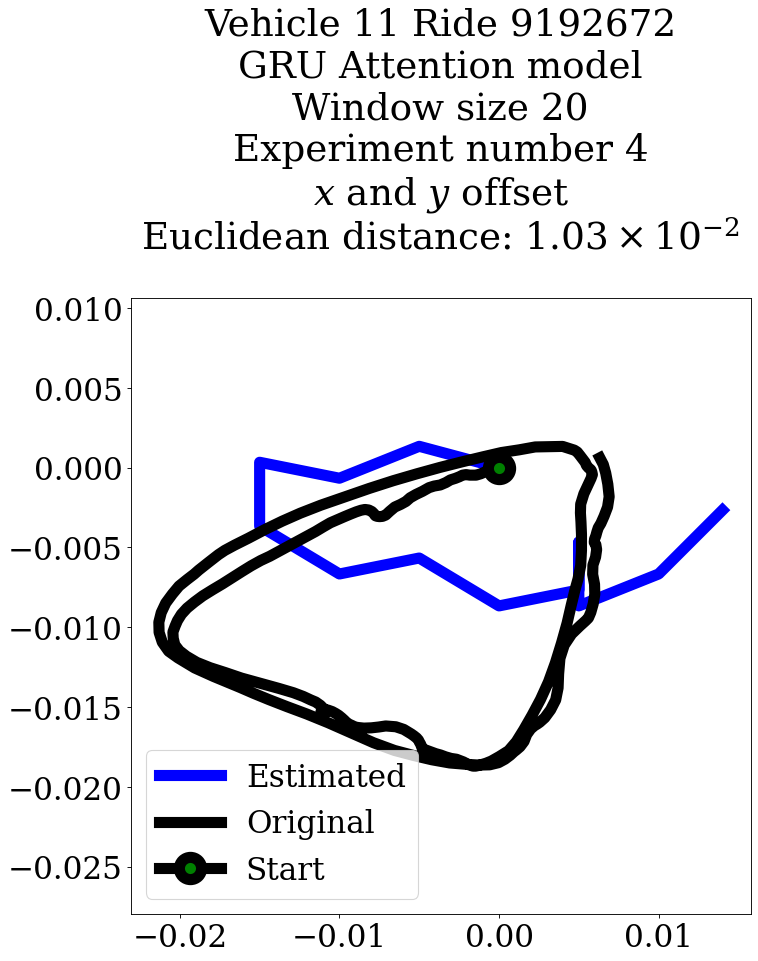 Vehicle 11 Ride 9192672
GRU Attention model
Window size 20
Experiment number 4
x and y offset
Euclidean distance: 1.03 × 10⁻²
0.010
0.005
0.000
−0.005
−0.010
−0.015
−0.020
−0.025
Estimated
Original
Start
−0.02
−0.01
0.00
0.01